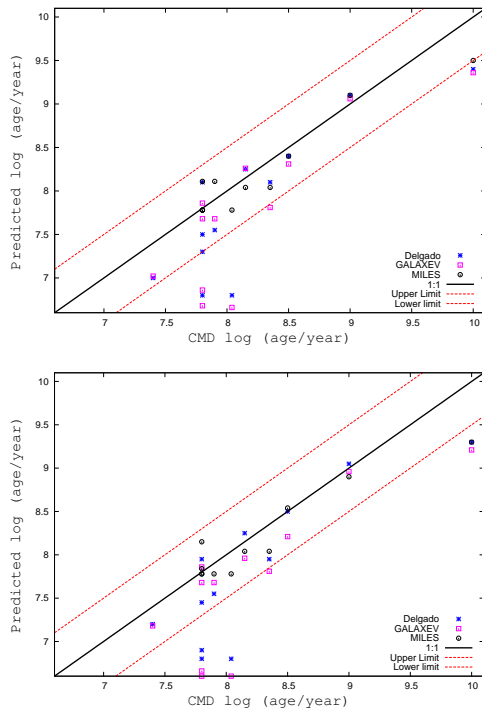 10
9.5
9
8.5
8
7.5
7
Predicted log (age/year)
Delgado
GALAXEV
MILES
1:1
Upper Limit
Lower limit
7 7.5 8 8.5 9 9.5 10
CMD log (age/year)
10
9.5
9
8.5
8
7.5
7
Predicted log (age/year)
Delgado
GALAXEV
MILES
1:1
Upper Limit
Lower limit
7 7.5 8 8.5 9 9.5 10
CMD log (age/year)